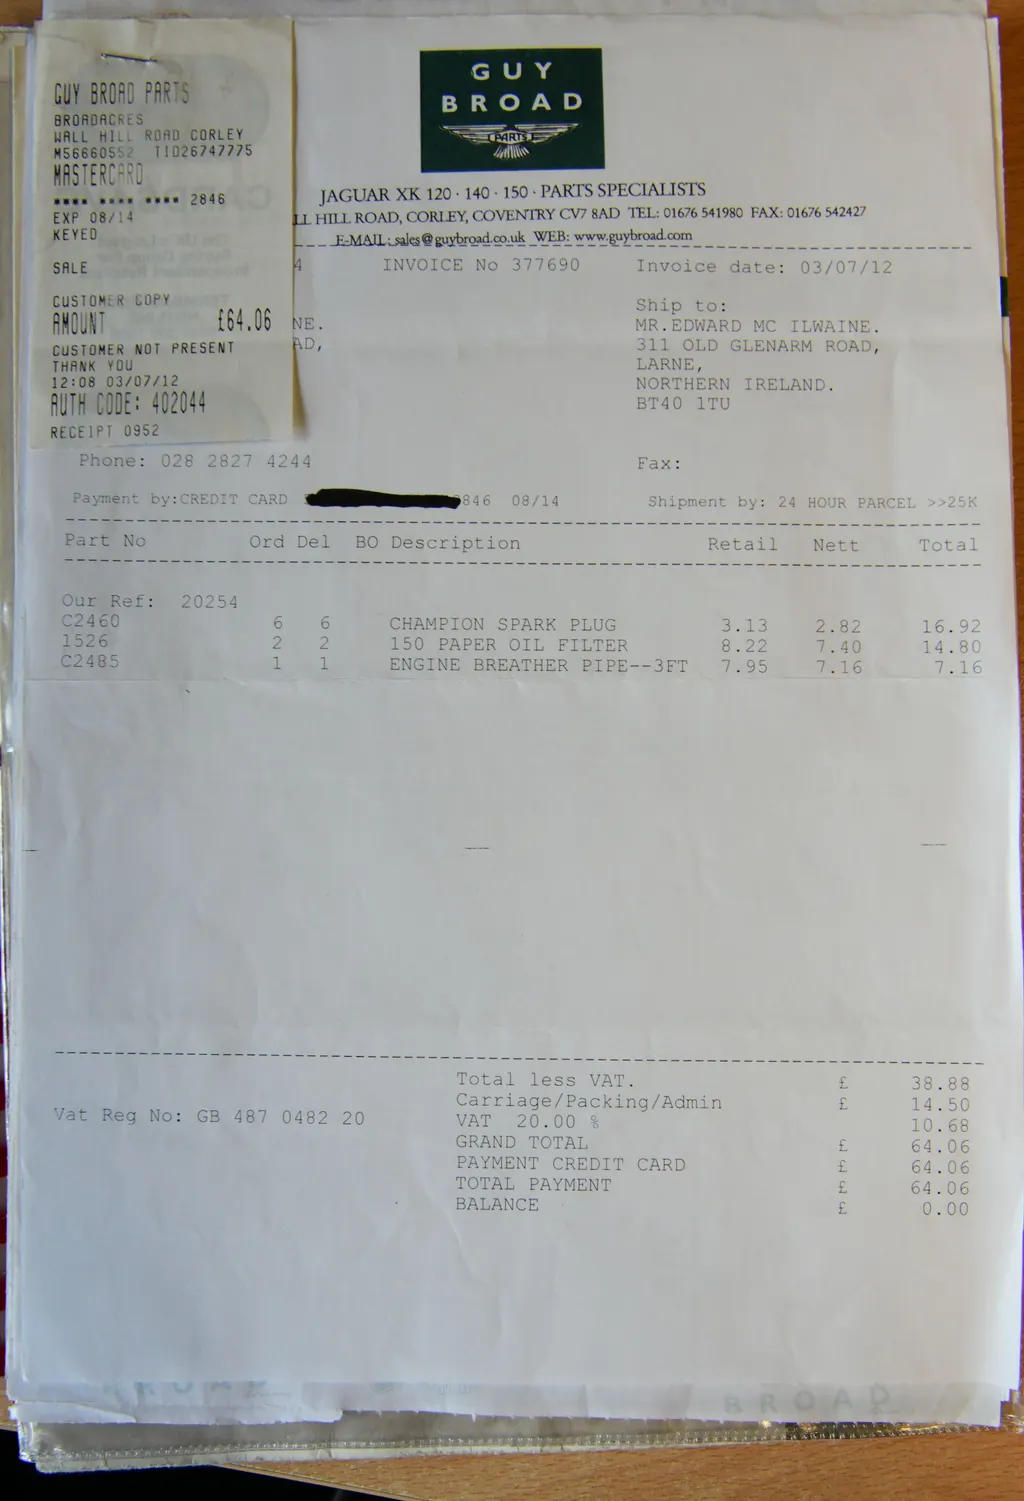 GUY BROAD PARTS
BROADACRES
WALL HILL ROAD CORLEY
M56660552 TID26747775
MASTERCARD
**** **** **** 2846
EXP 08/14
KEYED
SALE
CUSTOMER COPY
AMOUNT £64.06
CUSTOMER NOT PRESENT
THANK YOU
12:08 03/07/12
AUTH CODE: 402044
RECEIPT 0952
GUY
BROAD
PARTS
JAGUAR XK 120 · 140 · 150 · PARTS SPECIALISTS
LL HILL ROAD, CORLEY, COVENTRY CV7 8AD TEL: 01676 541980 FAX: 01676 542427
E-MAIL: sales@guybroad.co.uk WEB: www.guybroad.com
4 INVOICE No 377690 Invoice date: 03/07/12
Ship to:
NE. MR.EDWARD MC ILWAINE.
AD, 311 OLD GLENARM ROAD,
LARNE,
NORTHERN IRELAND.
BT40 1TU
Phone: 028 2827 4244 Fax:
Payment by:CREDIT CARD 846 08/14 Shipment by: 24 HOUR PARCEL >>25K
Part No Ord Del BO Description Retail Nett Total
Our Ref: 20254
C2460 6 6 CHAMPION SPARK PLUG 3.13 2.82 16.92
1526 2 2 150 PAPER OIL FILTER 8.22 7.40 14.80
C2485 1 1 ENGINE BREATHER PIPE--3FT 7.95 7.16 7.16
Total less VAT. £ 38.88
Carriage/Packing/Admin £ 14.50
Vat Reg No: GB 487 0482 20 VAT 20.00 % 10.68
GRAND TOTAL £ 64.06
PAYMENT CREDIT CARD £ 64.06
TOTAL PAYMENT £ 64.06
BALANCE £ 0.00
BROAD